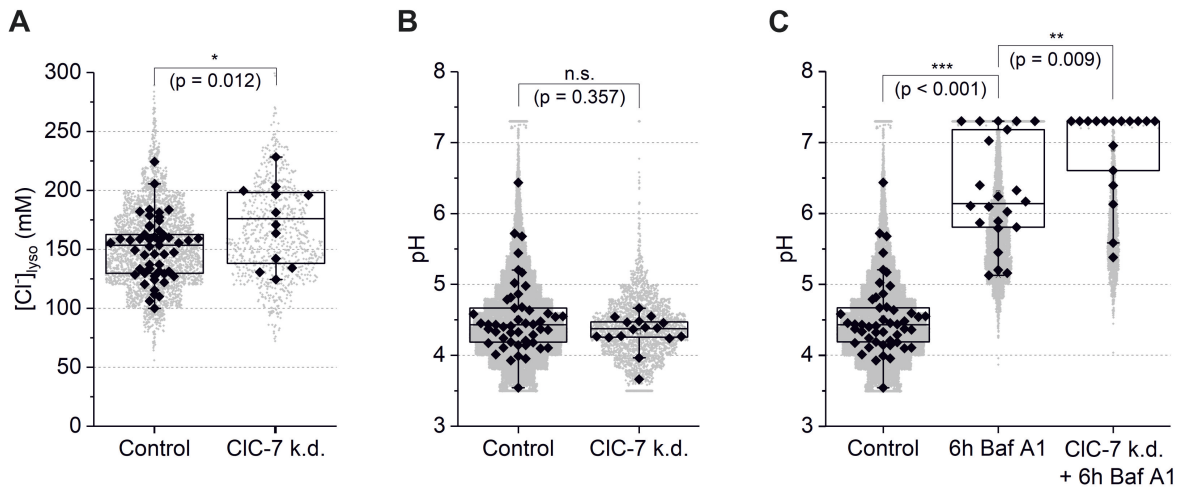 A
[Cl⁻]lyso (mM)
300
250
200
150
100
50
0
*
(p = 0.012)
Control
ClC-7 k.d.
B
pH
8
7
6
5
4
3
n.s.
(p = 0.357)
Control
ClC-7 k.d.
C
pH
8
7
6
5
4
3
***
(p < 0.001)
**
(p = 0.009)
Control
6h Baf A1
ClC-7 k.d.
+ 6h Baf A1